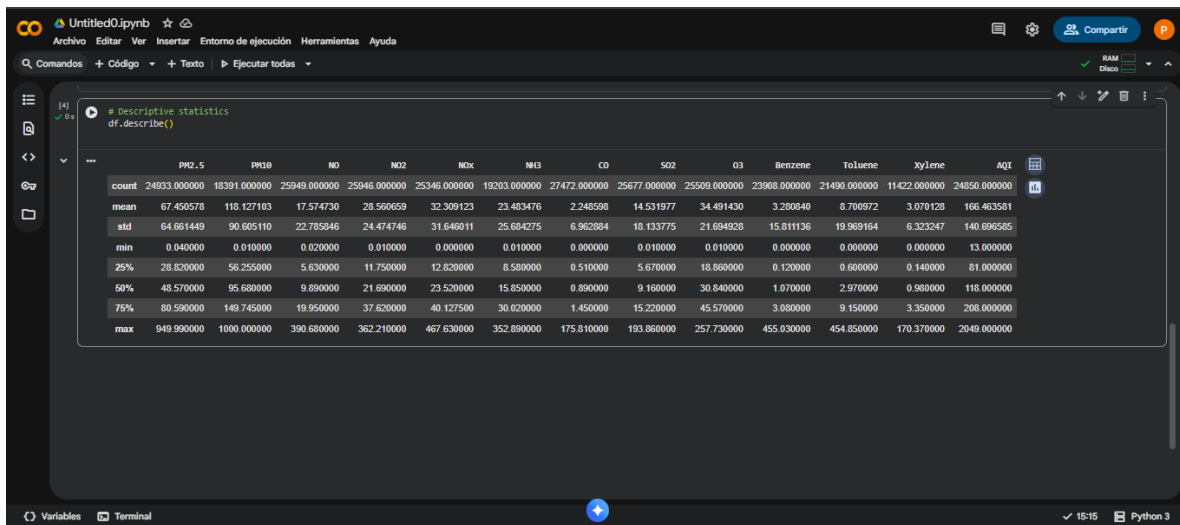 CO Untitled0.ipynb
Archivo Editar Ver Insertar Entorno de ejecución Herramientas Ayuda
Compartir
P
Comandos + Código + Texto Ejecutar todas
RAM
Disco
[4]
0 s
# Descriptive statistics
df.describe()
PM2.5 PM10 NO NO2 NOx NH3 CO SO2 O3 Benzene Toluene Xylene AQI
count 24933.000000 18391.000000 25949.000000 25946.000000 25346.000000 19203.000000 27472.000000 25677.000000 25509.000000 23908.000000 21490.000000 11422.000000 24850.000000
mean 67.450578 118.127103 17.574730 28.560659 32.309123 23.483476 2.248598 14.531977 34.491430 3.280840 8.700972 3.070128 166.463581
std 64.661449 90.605110 22.785846 24.474746 31.646011 25.684275 6.962884 18.133775 21.694928 15.811136 19.969164 6.323247 140.696585
min 0.040000 0.010000 0.020000 0.010000 0.000000 0.010000 0.000000 0.010000 0.010000 0.000000 0.000000 0.000000 13.000000
25% 28.820000 56.255000 5.630000 11.750000 12.820000 8.580000 0.510000 5.670000 18.860000 0.120000 0.600000 0.140000 81.000000
50% 48.570000 95.680000 9.890000 21.690000 23.520000 15.850000 0.890000 9.160000 30.840000 1.070000 2.970000 0.980000 118.000000
75% 80.590000 149.745000 19.950000 37.620000 40.127500 30.020000 1.450000 15.220000 45.570000 3.080000 9.150000 3.350000 208.000000
max 949.990000 1000.000000 390.680000 362.210000 467.630000 352.890000 175.810000 193.860000 257.730000 455.030000 454.850000 170.370000 2049.000000
Variables Terminal
15:15 Python 3